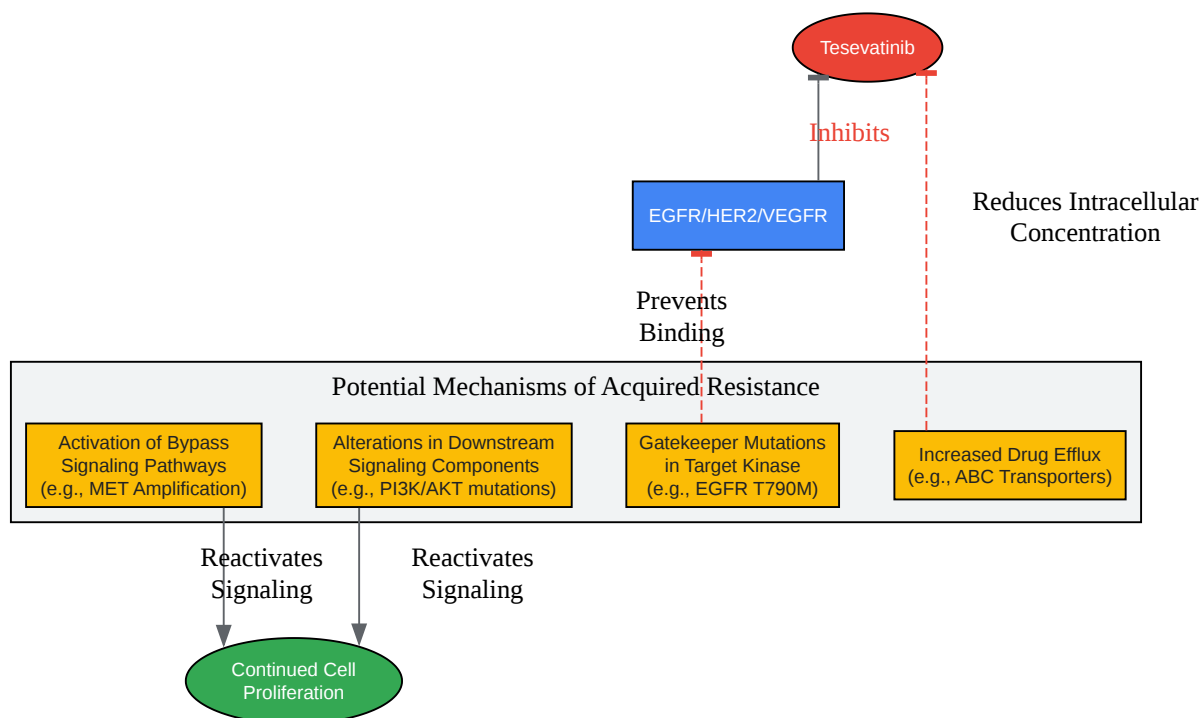 Tesevatinib
Inhibits
EGFR/HER2/VEGFR
Reduces Intracellular
Concentration
Prevents
Binding
Potential Mechanisms of Acquired Resistance
Activation of Bypass
Signaling Pathways
(e.g., MET Amplification)
Alterations in Downstream
Signaling Components
(e.g., PI3K/AKT mutations)
Gatekeeper Mutations
in Target Kinase
(e.g., EGFR T790M)
Increased Drug Efflux
(e.g., ABC Transporters)
Reactivates
Signaling
Reactivates
Signaling
Continued Cell
Proliferation